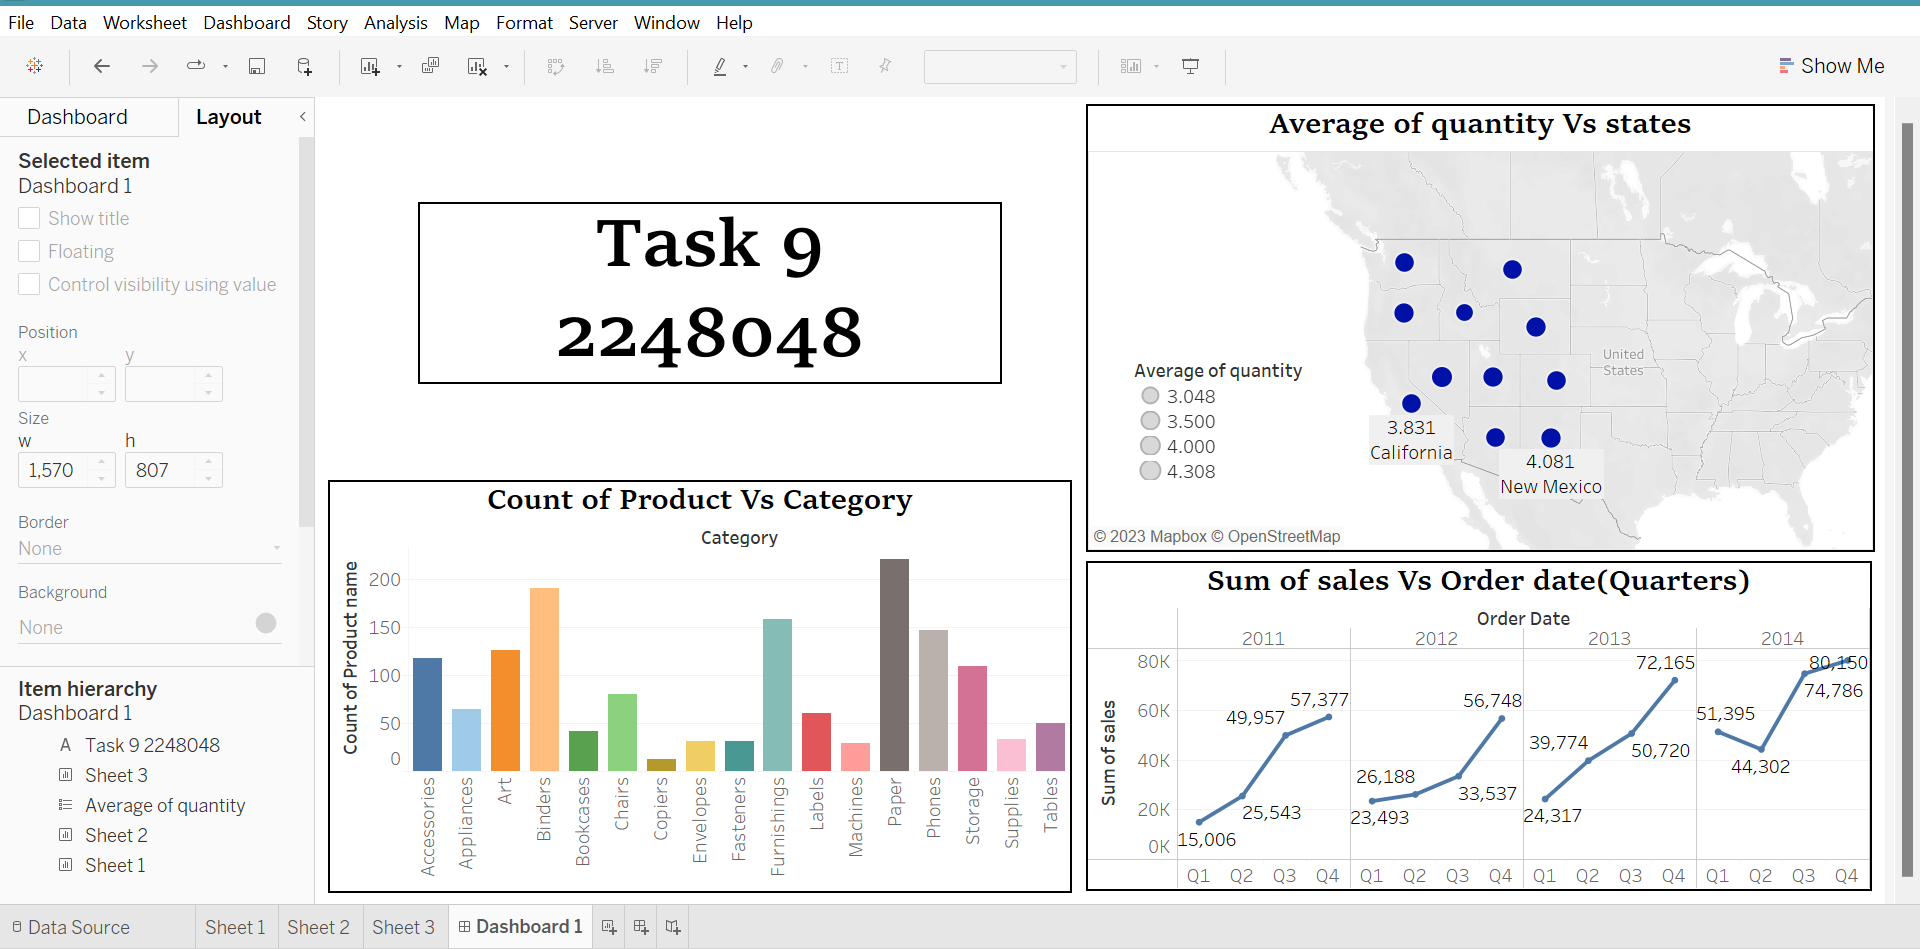 File Data Worksheet Dashboard Story Analysis Map Format Server Window Help
Show Me
Dashboard Layout
Selected item
Dashboard 1
Show title
Floating
Control visibility using value
Position
x y
Size
w h
1,570 807
Border
None
Background
None
Item hierarchy
Dashboard 1
A Task 9 2248048
Sheet 3
Average of quantity
Sheet 2
Sheet 1
Task 9
2248048
Average of quantity Vs states
United
States
Average of quantity
3.048
3.500
4.000
4.308
3.831
California
4.081
New Mexico
© 2023 Mapbox © OpenStreetMap
Count of Product Vs Category
Category
Count of Product name
200
150
100
50
0
Accessories
Appliances
Art
Binders
Bookcases
Chairs
Copiers
Envelopes
Fasteners
Furnishings
Labels
Machines
Paper
Phones
Storage
Supplies
Tables
Sum of sales Vs Order date(Quarters)
Order Date
2011 2012 2013 2014
Sum of sales
80K
60K
40K
20K
0K
15,006
25,543
49,957
57,377
23,493
26,188
33,537
56,748
24,317
39,774
50,720
72,165
51,395
44,302
74,786
80,150
Q1 Q2 Q3 Q4 Q1 Q2 Q3 Q4 Q1 Q2 Q3 Q4 Q1 Q2 Q3 Q4
Data Source Sheet 1 Sheet 2 Sheet 3 Dashboard 1